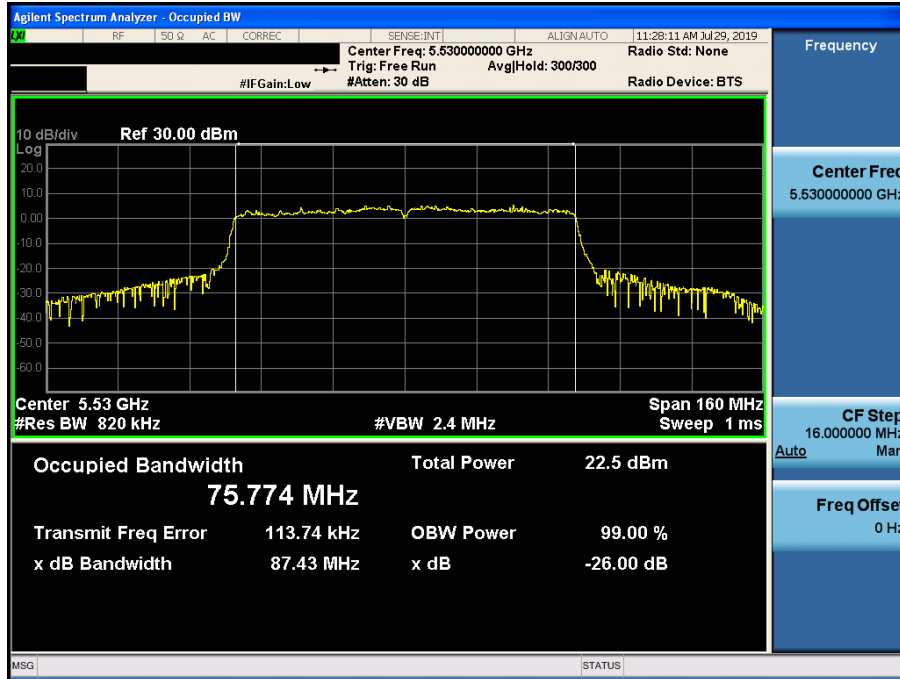 Agilent Spectrum Analyzer - Occupied BW
LXI RF 50 Ω AC CORREC SENSE:INT ALIGN AUTO 11:28:11 AM Jul 29, 2019
Center Freq: 5.530000000 GHz Radio Std: None
Trig: Free Run Avg|Hold: 300/300
#IFGain:Low #Atten: 30 dB Radio Device: BTS
Frequency
10 dB/div Ref 30.00 dBm
Log
20.0
10.0
0.00
-10.0
-20.0
-30.0
-40.0
-50.0
-60.0
Center 5.53 GHz Span 160 MHz
#Res BW 820 kHz #VBW 2.4 MHz Sweep 1 ms
Occupied Bandwidth Total Power 22.5 dBm
75.774 MHz
Transmit Freq Error 113.74 kHz OBW Power 99.00 %
x dB Bandwidth 87.43 MHz x dB -26.00 dB
Center Freq
5.530000000 GHz
CF Step
16.000000 MHz
Auto Man
Freq Offset
0 Hz
MSG STATUS